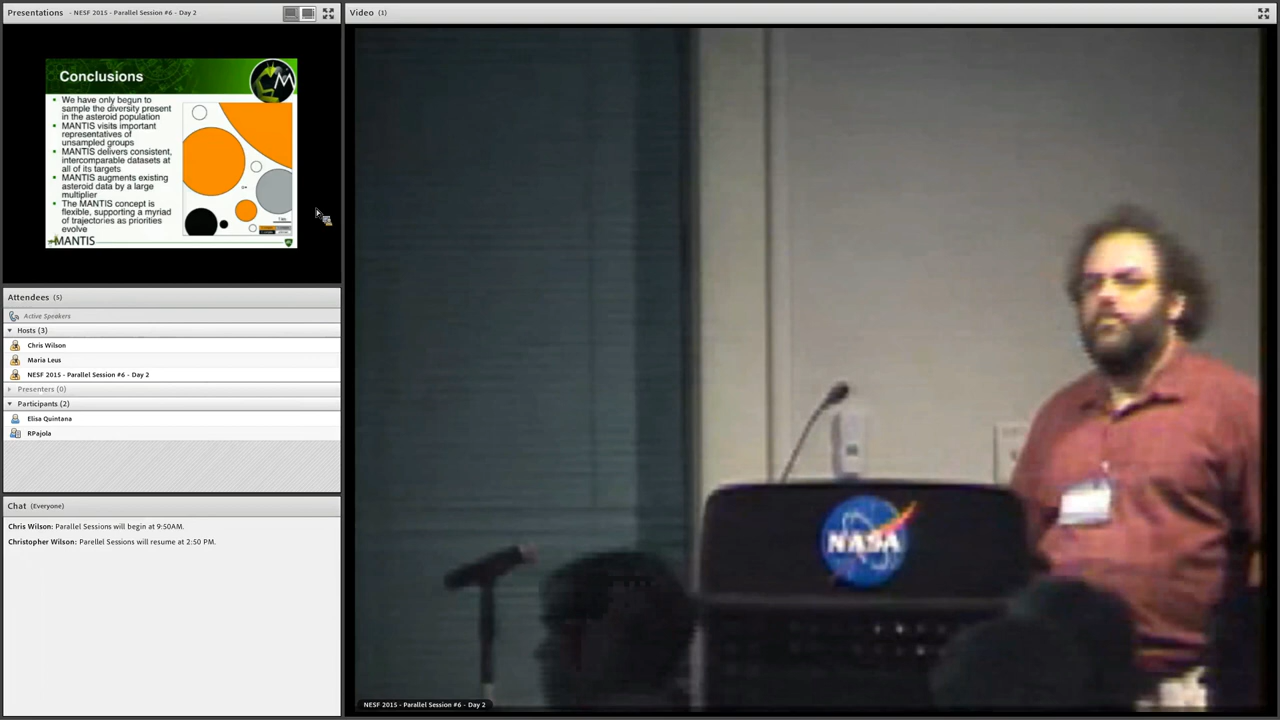 Presentations - NESF 2015 - Parallel Session #6 - Day 2
Conclusions
M
• We have only begun to
sample the diversity present
in the asteroid population
• MANTIS visits important
representatives of
unsampled groups
• MANTIS delivers consistent,
intercomparable datasets at
all of its targets
• MANTIS augments existing
asteroid data by a large
multiplier
• The MANTIS concept is
flexible, supporting a myriad
of trajectories as priorities
evolve
MANTIS
Attendees (5)
Active Speakers
Hosts (3)
Chris Wilson
Maria Leus
NESF 2015 - Parallel Session #6 - Day 2
Presenters (0)
Participants (2)
Elisa Quintana
RPajola
Chat (Everyone)
Chris Wilson: Parallel Sessions will begin at 9:50AM.
Christopher Wilson: Parellel Sessions will resume at 2:50 PM.
Video (1)
NASA
NESF 2015 - Parallel Session #6 - Day 2